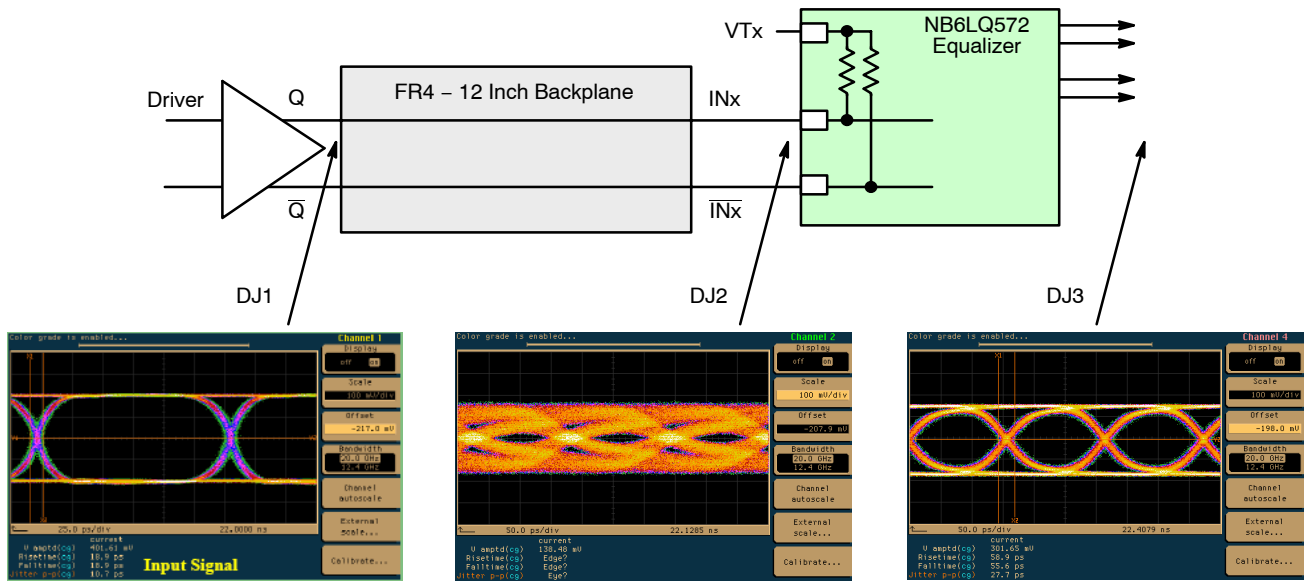 VTx
NB6LQ572
Equalizer
Driver
Q
FR4 – 12 Inch Backplane
INx
Q
INx
DJ1
DJ2
DJ3
Color grade is enabled...
Channel 1
Display
off on
Scale
100 mV/div
Offset
-217.0 mV
Bandwidth
20.0 GHz
12.4 GHz
Channel
autoscale
External
scale...
Calibrate...
25.0 ps/div
22.0000 ns
current
V amptd(cg) 401.61 mV
Risetime(cg) 18.9 ps
Falltime(cg) 18.9 ps
Jitter p-p(cg) 10.7 ps
Input Signal
Color grade is enabled...
Channel 2
Display
off on
Scale
100 mV/div
Offset
-207.9 mV
Bandwidth
20.0 GHz
12.4 GHz
Channel
autoscale
External
scale...
Calibrate...
50.0 ps/div
22.1285 ns
current
V amptd(cg) 138.48 mV
Risetime(cg) Edge?
Falltime(cg) Edge?
Jitter p-p(cg) Eye?
Color grade is enabled...
Channel 4
Display
off on
Scale
100 mV/div
Offset
-198.0 mV
Bandwidth
20.0 GHz
12.4 GHz
Channel
autoscale
External
scale...
Calibrate...
50.0 ps/div
22.4079 ns
current
V amptd(cg) 301.65 mV
Risetime(cg) 58.9 ps
Falltime(cg) 55.6 ps
Jitter p-p(cg) 27.7 ps